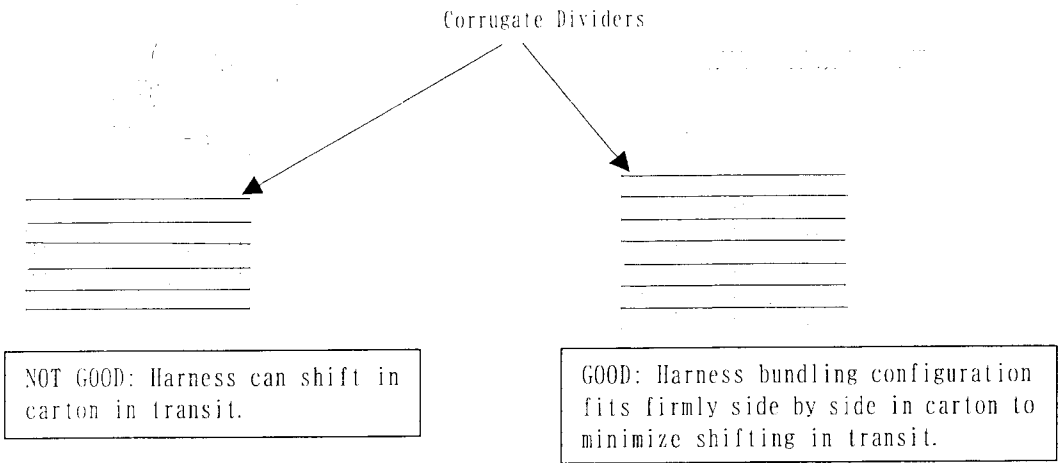 Corrugate Dividers
NOT GOOD: Harness can shift in
carton in transit.
GOOD: Harness bundling configuration
fits firmly side by side in carton to
minimize shifting in transit.